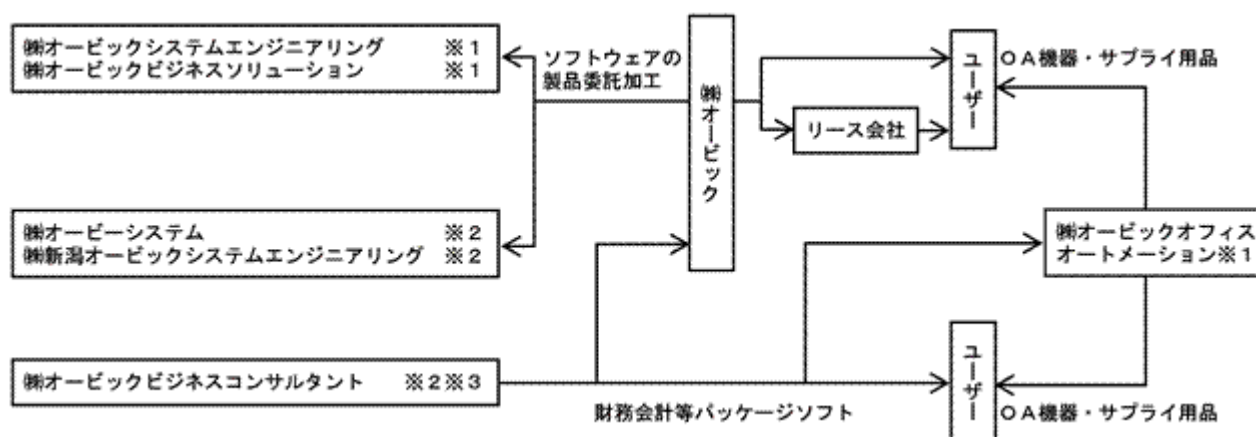 ㈱オービックシステムエンジニアリング ※1
㈱オービックビジネスソリューション ※1
ソフトウェアの
製品委託加工
㈱オービック
リース会社
ユーザー
OA機器・サプライ用品
㈱オービーシステム ※2
㈱新潟オービックシステムエンジニアリング ※2
㈱オービックオフィス
オートメーション※1
㈱オービックビジネスコンサルタント ※2※3
財務会計等パッケージソフト
ユーザー
OA機器・サプライ用品